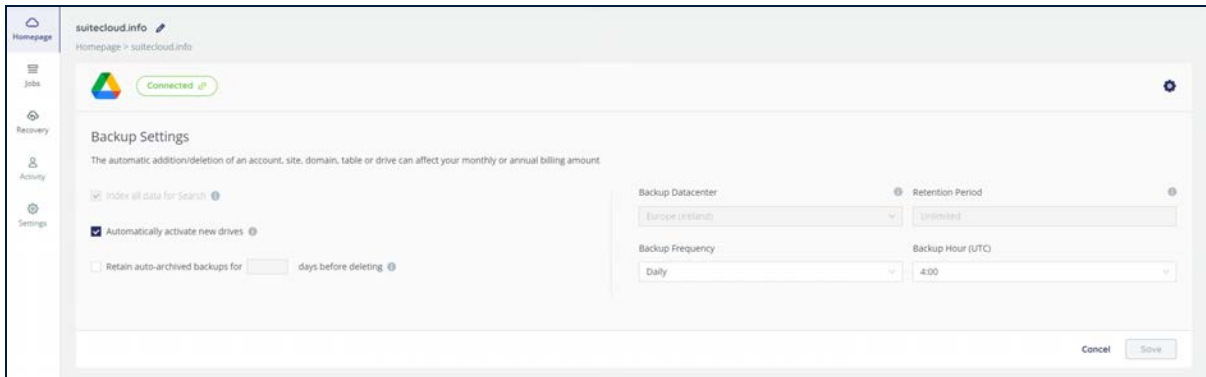 Homepage
Jobs
Recovery
Activity
Settings
suitecloud.info
Homepage > suitecloud.info
Connected
Backup Settings
The automatic addition/deletion of an account, site, domain, table or drive can affect your monthly or annual billing amount
Index all data for Search
Automatically activate new drives
Retain auto-archived backups for days before deleting
Backup Datacenter
Europe (Ireland)
Retention Period
Unlimited
Backup Frequency
Daily
Backup Hour (UTC)
4:00
Cancel
Save